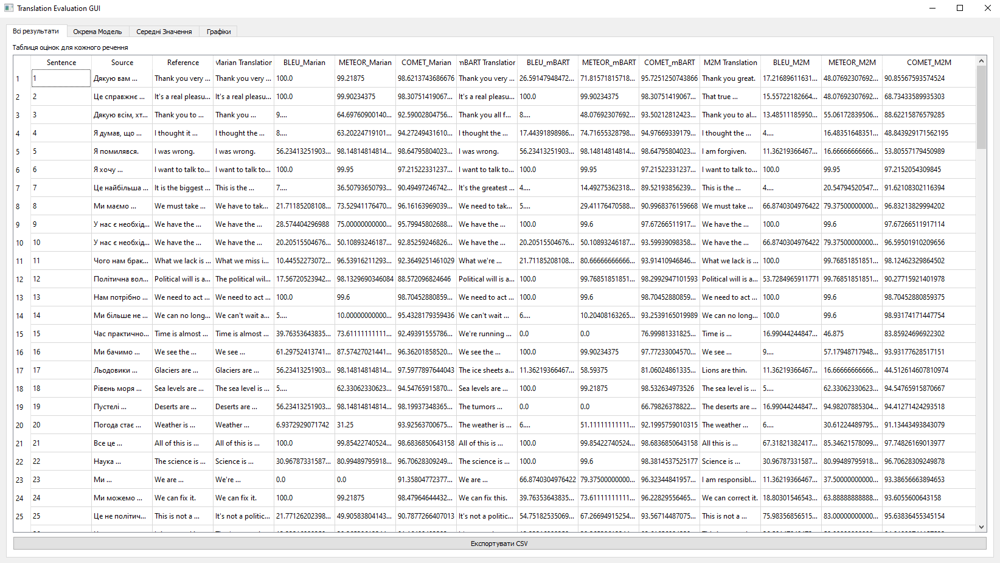 Translation Evaluation GUI
Всі результати Окрема Модель Середні Значення Графіки
Таблиця оцінок для кожного речення
Sentence Source Reference Marian Translation BLEU_Marian METEOR_Marian COMET_Marian mBART Translation BLEU_mBART METEOR_mBART COMET_mBART M2M Translation BLEU_M2M METEOR_M2M COMET_M2M
1 1 Дякую вам ... Thank you very ... Thank you very ... 100.0 99.21875 98.6213743686676 Thank you very ... 26.59147948472... 71.81571815718... 95.7251250743866 Thank you great. 17.21689611631... 48.07692307692... 90.85567593574524
2 2 Це справжнє ... It's a real pleasu... It's a real pleasu... 100.0 99.90234375 98.30751419067... It's a real pleasu... 100.0 99.90234375 98.30751419067... That true ... 15.55722182664... 48.07692307692... 68.73433589935303
3 3 Дякую всім, хт... Thank you to ... Thank you ... 9.... 64.69760900140... 92.59002804756... Thank you all f... 8.... 48.07692307692... 93.50212812423... Thank you to al... 13.48511185950... 55.06172839506... 88.62215876579285
4 4 Я думав, що ... I thought it ... I thought the ... 8.... 63.20224719101... 94.27249431610... I thought the ... 17.44391898986... 74.71655328798... 94.97669339179... I thought the ... 4.... 16.48351648351... 48.843929171562195
5 5 Я помилявся. I was wrong. I was wrong. 56.23413251903... 98.14814814814... 98.64795804023... I was wrong. 56.23413251903... 98.14814814814... 98.64795804023... I am forgiven. 11.36219366467... 16.66666666666... 53.80557179450989
6 6 Я хочу ... I want to talk to... I want to talk to... 100.0 99.95 97.21522331237... I want to talk to... 100.0 99.95 97.21522331237... I want to talk to... 100.0 99.95 97.2152054309845
7 7 Це найбільша ... It is the biggest ... This is the ... 7.... 36.50793650793... 90.49497246742... It's the greatest ... 4.... 14.49275362318... 89.52193856239... This is the ... 4.... 20.54794520547... 91.62108302116394
8 8 Ми маємо ... We must take ... We have to tak... 21.71185208108... 73.52941176470... 96.16163969039... We need to tak... 5.... 29.41176470588... 90.9968376159668 We must take ... 66.8740304976422 79.37500000000... 96.83213829994202
9 9 У нас є необхід... We have the ... We have the ... 28.574404296988 75.00000000000... 95.79945802688... We have the ... 100.0 99.6 97.67266511917... We have the ... 100.0 99.6 97.67266511917114
10 10 У нас є необхід... We have the ... We have the ... 20.20515504676... 50.10893246187... 92.85259246826... We have the ... 20.20515504676... 50.10893246187... 93.59939098358... We have the ... 66.8740304976422 79.37500000000... 96.59501910209656
11 11 Чого нам брак... What we lack is ... What we miss i... 10.44552273072... 96.53916211293... 92.3649251461029 What we're ... 21.71185208108... 80.66666666666... 93.91410946846... What we lack is ... 100.0 99.76851851851... 98.12462329864502
12 12 Політична вол... Political will is a... The political wil... 17.56720523942... 98.1329690346084 88.572096824646 Political will is a... 100.0 99.76851851851... 98.2992947101593 Political will is a... 53.7284965911771 99.76851851851... 90.27715921401978
13 13 Нам потрібно ... We need to act ... We need to act ... 100.0 99.6 98.70452880859... We need to act ... 100.0 99.6 98.70452880859... We need to act ... 100.0 99.6 98.70452880859375
14 14 Ми більше не ... We can no long... We can't wait a... 5.... 10.00000000000... 95.4328179359436 We can't wait ... 6.... 10.20408163265... 93.2539165019989 We can no long... 100.0 99.6 98.93174171447754
15 15 Час практично... Time is almost ... Time is almost ... 39.76353643835... 73.61111111111... 92.49391555786... We're running ... 0.0 0.0 76.99981331825... Time is ... 16.99044244847... 46.875 83.85924696922302
16 16 Ми бачимо ... We see the ... We see ... 61.29752413741... 87.57427021441... 96.36201858520... We see the ... 100.0 99.90234375 97.77233004570... We see ... 9.... 57.17948717948... 93.93177628517151
17 17 Льодовики ... Glaciers are ... Glaciers are ... 56.23413251903... 98.14814814814... 97.5977897644043 The ice sheets a... 11.36219366467... 58.59375 81.06024861335... Lions are thin. 11.36219366467... 16.66666666666... 44.512614607810974
18 18 Рівень моря ... Sea levels are ... The sea level is ... 5.... 62.33062330623... 94.54765915870... Sea levels are ... 100.0 99.21875 98.532634973526 The sea level is ... 5.... 62.33062330623... 94.54765915870667
19 19 Пустелі ... Deserts are ... Deserts are ... 56.23413251903... 98.14814814814... 98.19937348365... The tumors ... 0.0 0.0 66.79826378822... The deserts are ... 16.99044244847... 94.98207885304... 94.41271424293518
20 20 Погода стає ... Weather is ... Weather ... 6.9372929071742 31.25 93.92563700675... The weather is ... 6.... 51.11111111111... 92.1995759010315 The weather ... 6.... 30.61224489795... 91.13443493843079
21 21 Все це ... All of this is ... All of this is ... 100.0 99.85422740524... 98.6836850643158 All of this is ... 100.0 99.85422740524... 98.6836850643158 All this is ... 67.31821382417... 85.34621578099... 97.74826169013977
22 22 Наука ... The science is ... Science is ... 30.96787331587... 80.99489795918... 96.70628309249... The science is ... 100.0 99.6 98.3814537525177 Science is ... 30.96787331587... 80.99489795918... 96.70628309249878
23 23 Ми ... We are ... We're ... 0.0 0.0 91.35804772377... We are ... 66.8740304976422 79.37500000000... 96.32344841957... I am responsibl... 11.36219366467... 37.50000000000... 93.38656663894653
24 24 Ми можемо ... We can fix it. We can fix it. 100.0 99.21875 98.47964644432... We can fix this. 39.76353643835... 73.61111111111... 96.22829556465... We can correct it. 18.80301546543... 63.88888888888... 93.6055600643158
25 25 Це не політич... This is not a ... It's not a politic... 21.77126202398... 49.90583804143... 90.7877266407013 It's not a politic... 54.75182535069... 67.26694915254... 93.56714487075... This is not a ... 75.98356856515... 83.00000000000... 95.63836455345154
Експортувати CSV